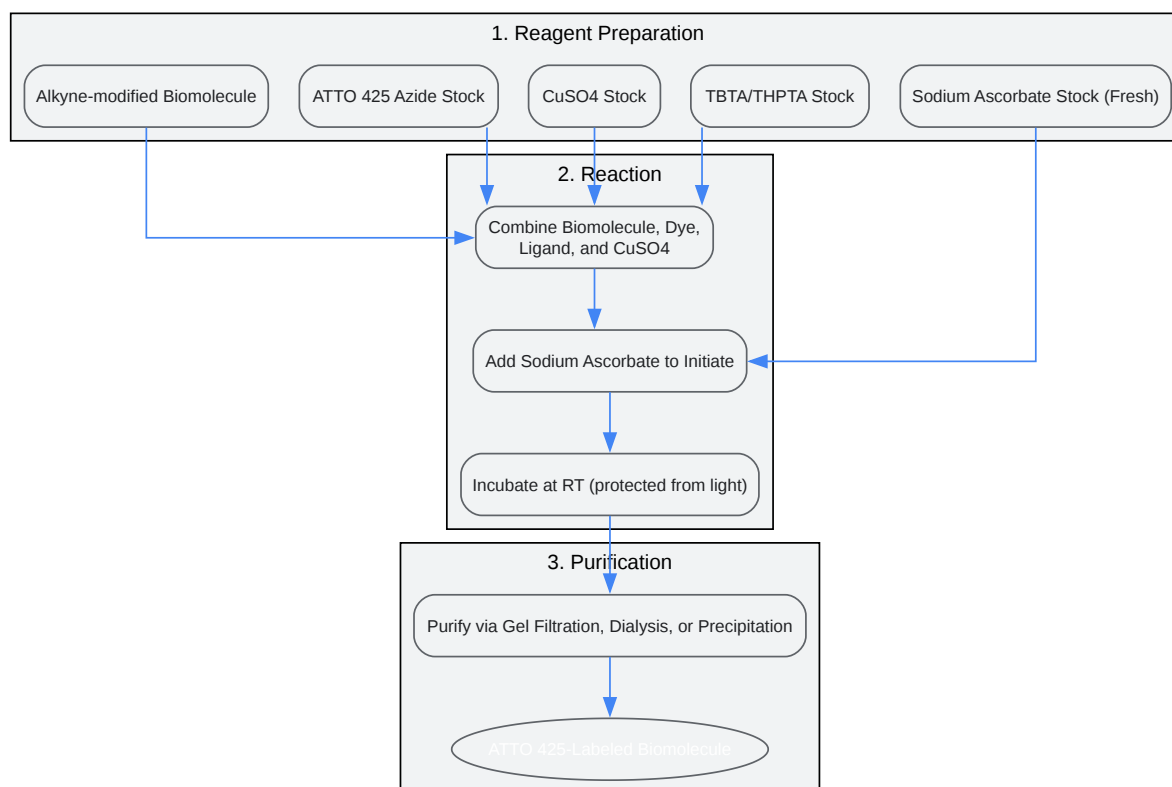 1. Reagent Preparation
Alkyne-modified Biomolecule
ATTO 425 Azide Stock
CuSO4 Stock
TBTA/THPTA Stock
Sodium Ascorbate Stock (Fresh)
2. Reaction
Combine Biomolecule, Dye,
Ligand, and CuSO4
Add Sodium Ascorbate to Initiate
Incubate at RT (protected from light)
3. Purification
Purify via Gel Filtration, Dialysis, or Precipitation
ATTO 425-Labeled Biomolecule